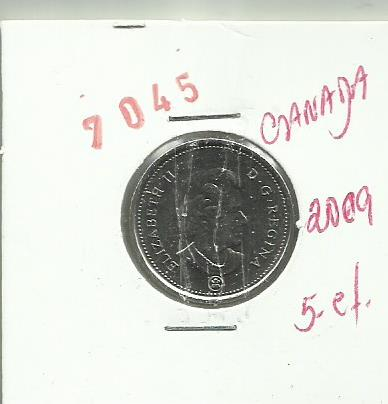 7045
CANADA
2009
5-ct.
ELIZABETH II D·G·REGINA